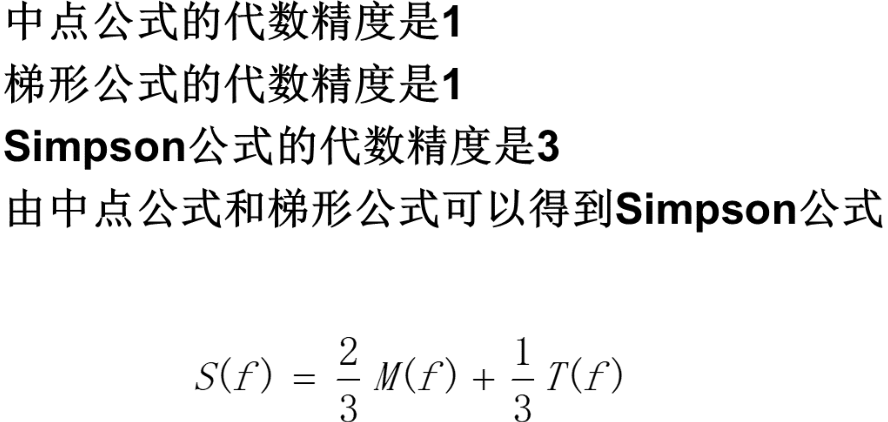 中点公式的代数精度是1
梯形公式的代数精度是1
Simpson公式的代数精度是3
由中点公式和梯形公式可以得到Simpson公式
S(f) = 2/3 M(f) + 1/3 T(f)